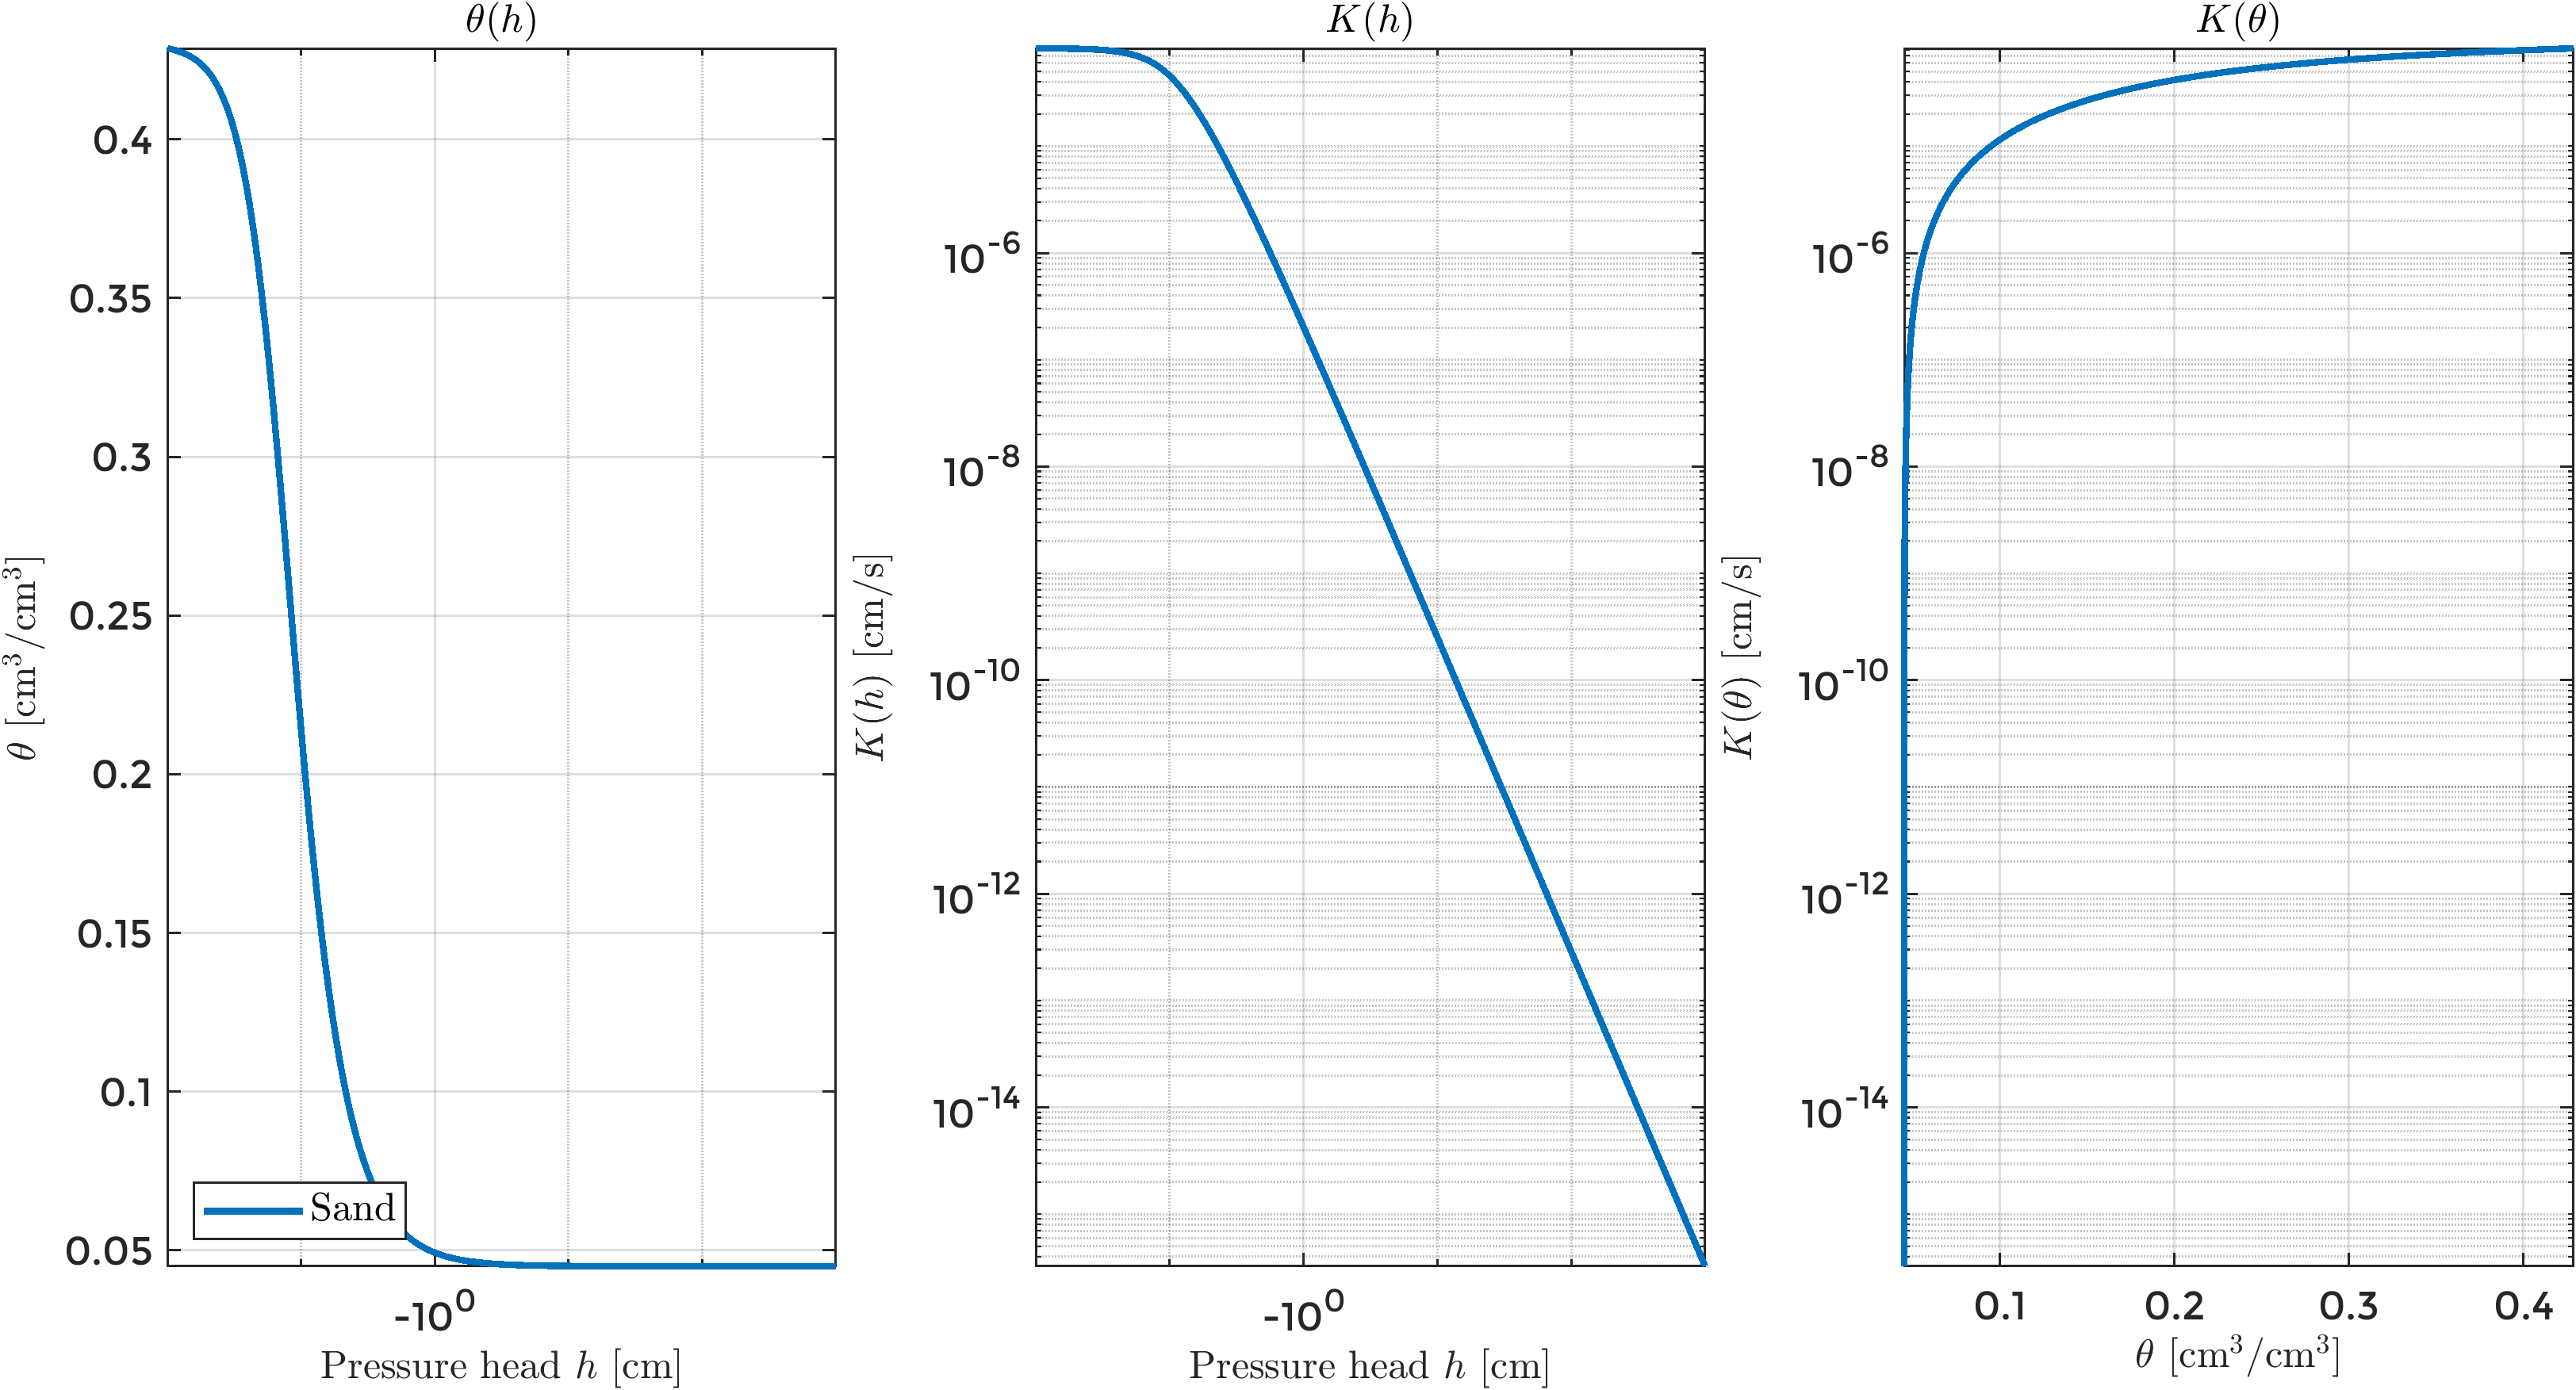 θ(h)
θ [cm³/cm³]
0.4
0.35
0.3
0.25
0.2
0.15
0.1
0.05
Sand
-10⁰
Pressure head h [cm]
K(h)
K(h) [cm/s]
10⁻⁶
10⁻⁸
10⁻¹⁰
10⁻¹²
10⁻¹⁴
-10⁰
Pressure head h [cm]
K(θ)
K(θ) [cm/s]
10⁻⁶
10⁻⁸
10⁻¹⁰
10⁻¹²
10⁻¹⁴
0.1 0.2 0.3 0.4
θ [cm³/cm³]